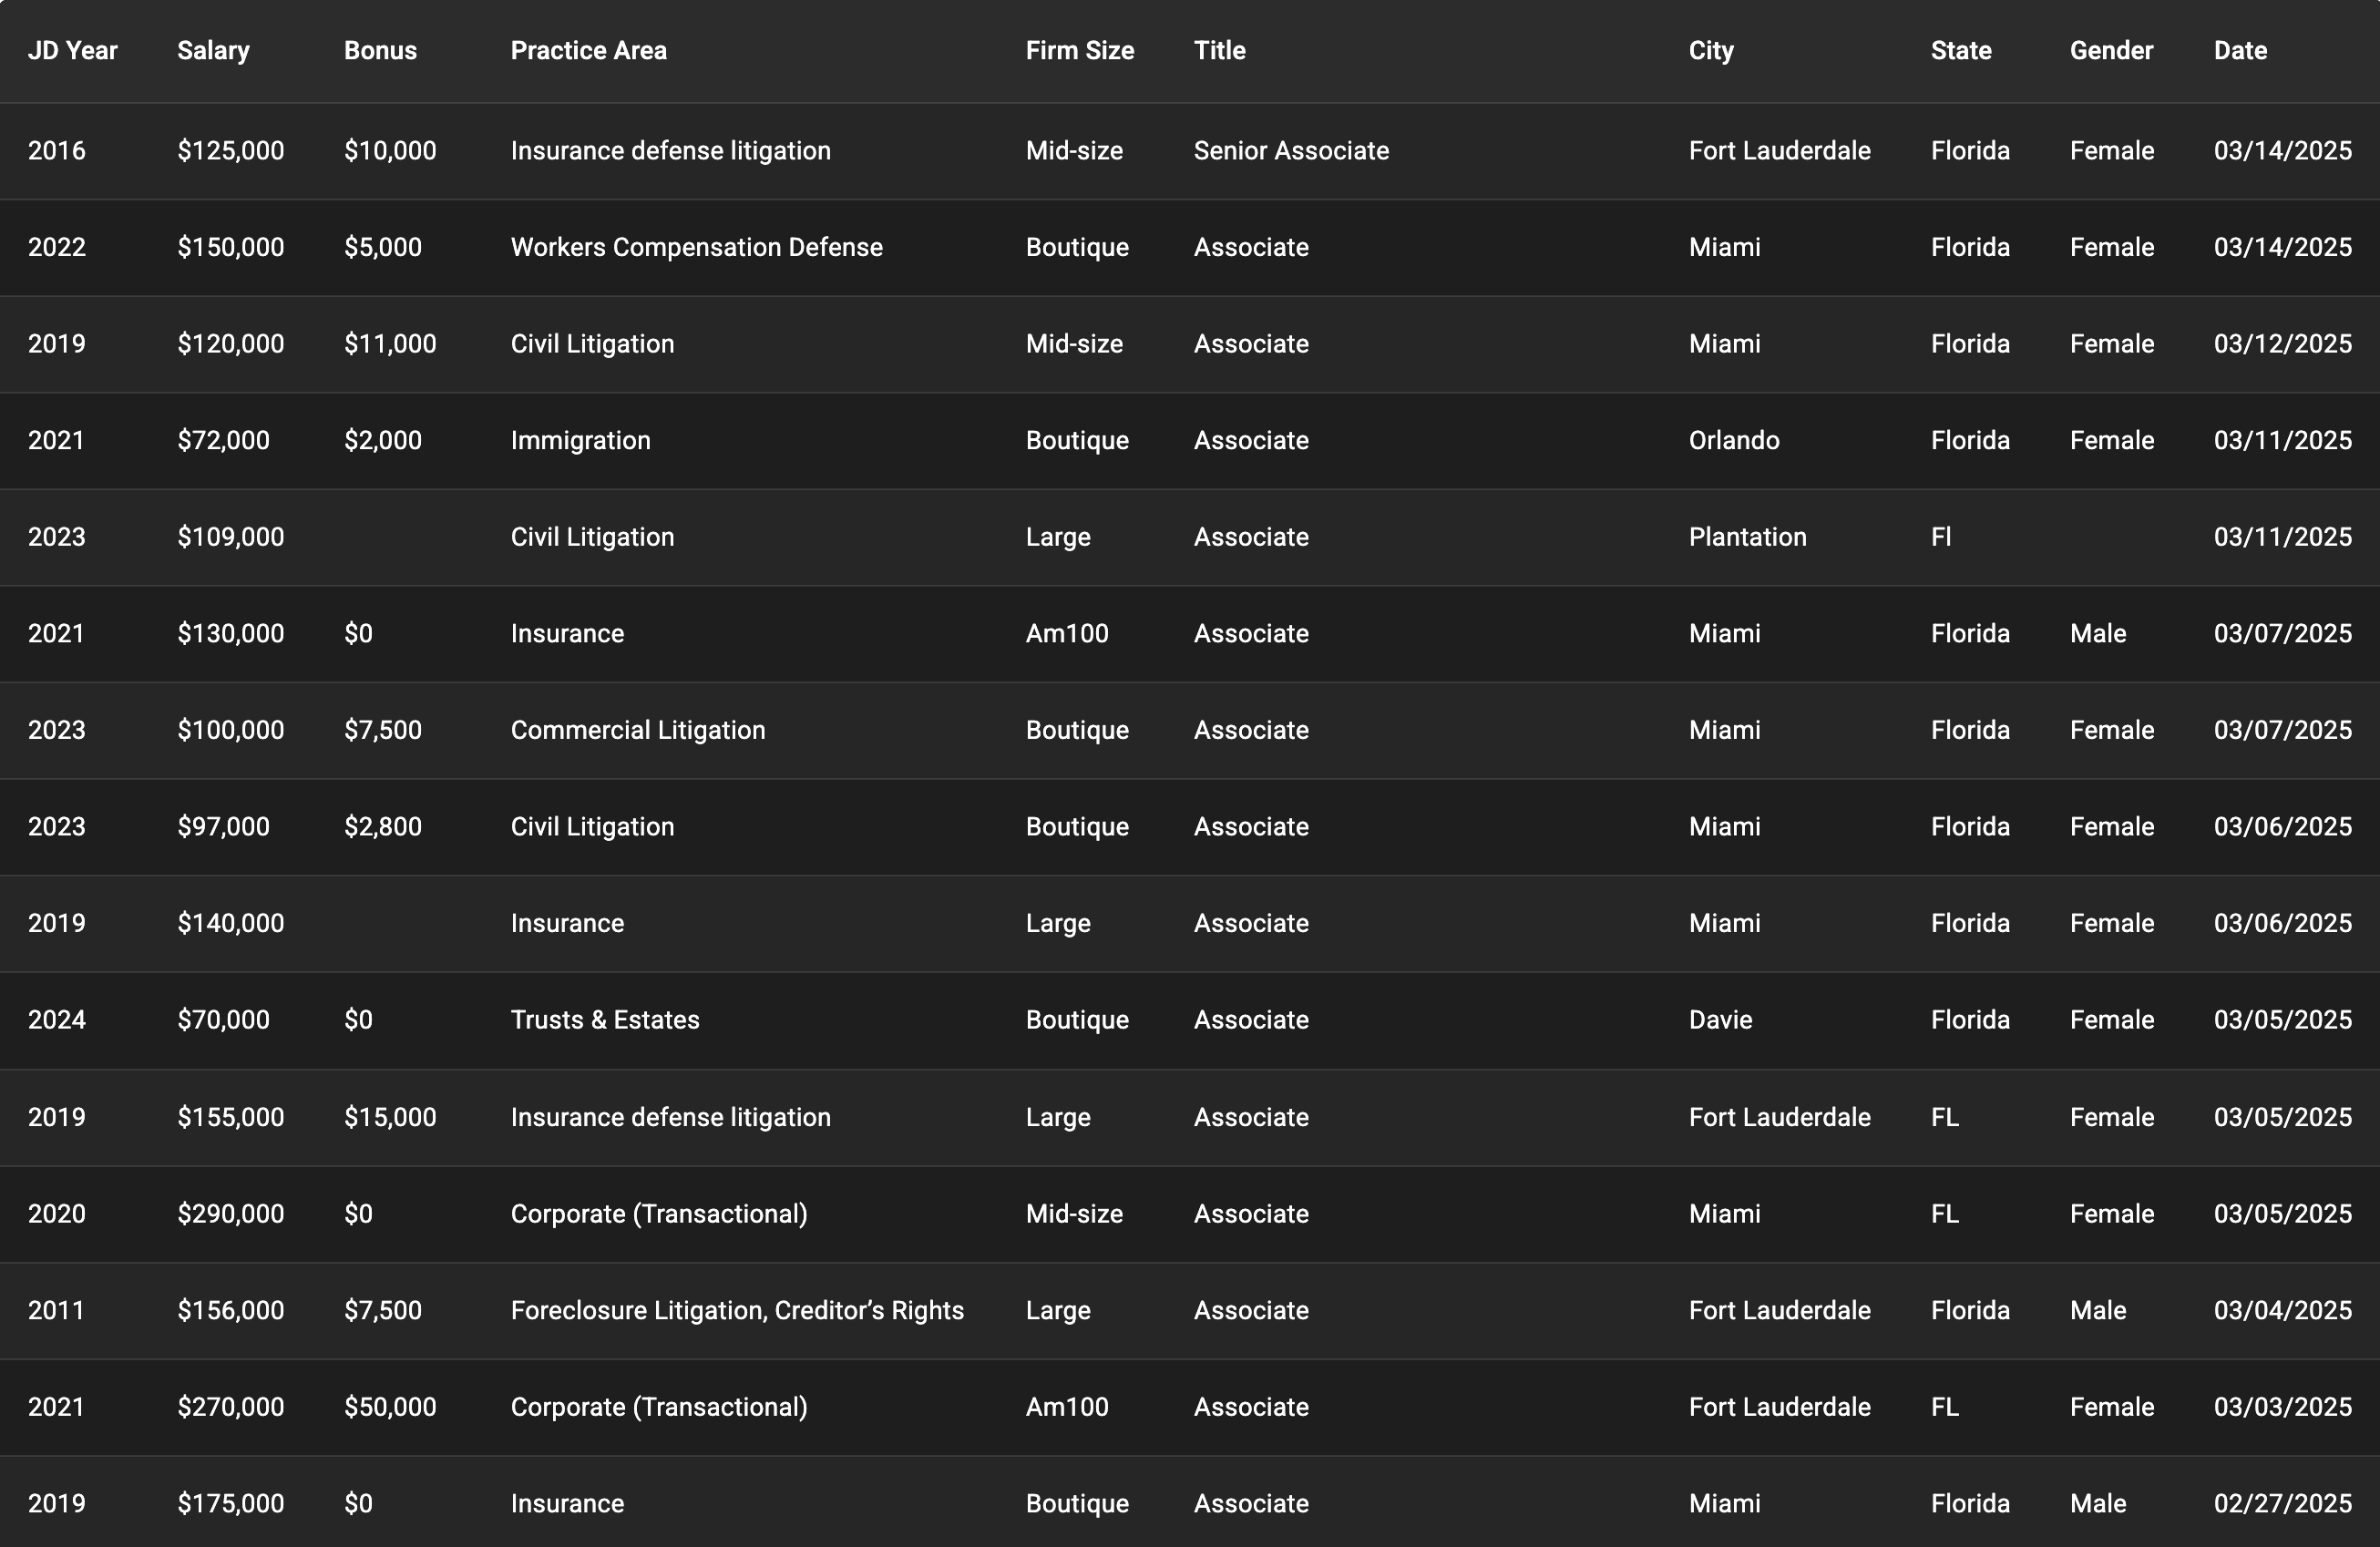 JD Year Salary Bonus Practice Area Firm Size Title City State Gender Date
2016 $125,000 $10,000 Insurance defense litigation Mid-size Senior Associate Fort Lauderdale Florida Female 03/14/2025
2022 $150,000 $5,000 Workers Compensation Defense Boutique Associate Miami Florida Female 03/14/2025
2019 $120,000 $11,000 Civil Litigation Mid-size Associate Miami Florida Female 03/12/2025
2021 $72,000 $2,000 Immigration Boutique Associate Orlando Florida Female 03/11/2025
2023 $109,000 Civil Litigation Large Associate Plantation Fl 03/11/2025
2021 $130,000 $0 Insurance Am100 Associate Miami Florida Male 03/07/2025
2023 $100,000 $7,500 Commercial Litigation Boutique Associate Miami Florida Female 03/07/2025
2023 $97,000 $2,800 Civil Litigation Boutique Associate Miami Florida Female 03/06/2025
2019 $140,000 Insurance Large Associate Miami Florida Female 03/06/2025
2024 $70,000 $0 Trusts & Estates Boutique Associate Davie Florida Female 03/05/2025
2019 $155,000 $15,000 Insurance defense litigation Large Associate Fort Lauderdale FL Female 03/05/2025
2020 $290,000 $0 Corporate (Transactional) Mid-size Associate Miami FL Female 03/05/2025
2011 $156,000 $7,500 Foreclosure Litigation, Creditor’s Rights Large Associate Fort Lauderdale Florida Male 03/04/2025
2021 $270,000 $50,000 Corporate (Transactional) Am100 Associate Fort Lauderdale FL Female 03/03/2025
2019 $175,000 $0 Insurance Boutique Associate Miami Florida Male 02/27/2025